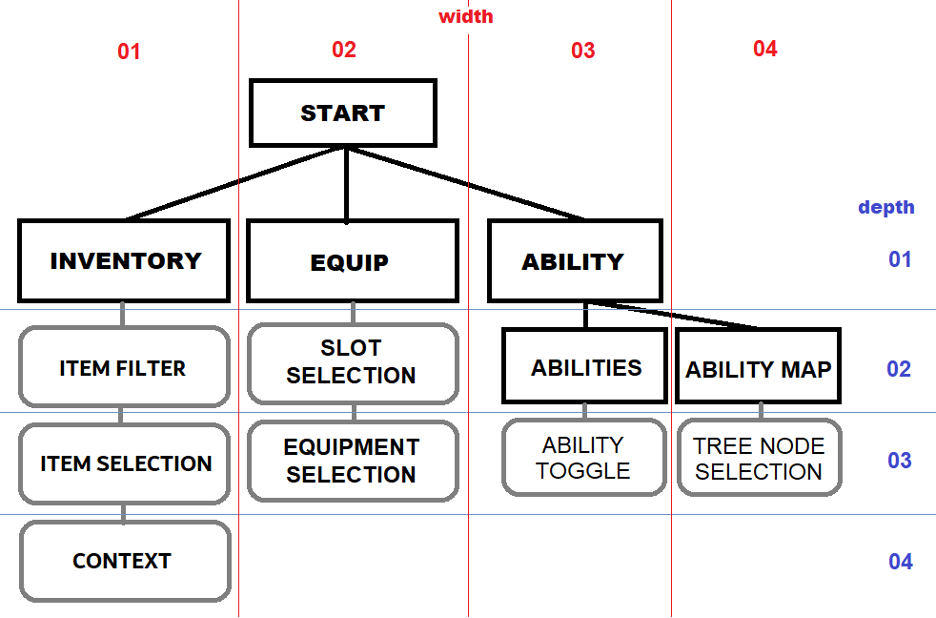 width
01
02
03
04
START
depth
INVENTORY
EQUIP
ABILITY
01
ITEM FILTER
SLOT
SELECTION
ABILITIES
ABILITY MAP
02
ITEM SELECTION
EQUIPMENT
SELECTION
ABILITY
TOGGLE
TREE NODE
SELECTION
03
CONTEXT
04